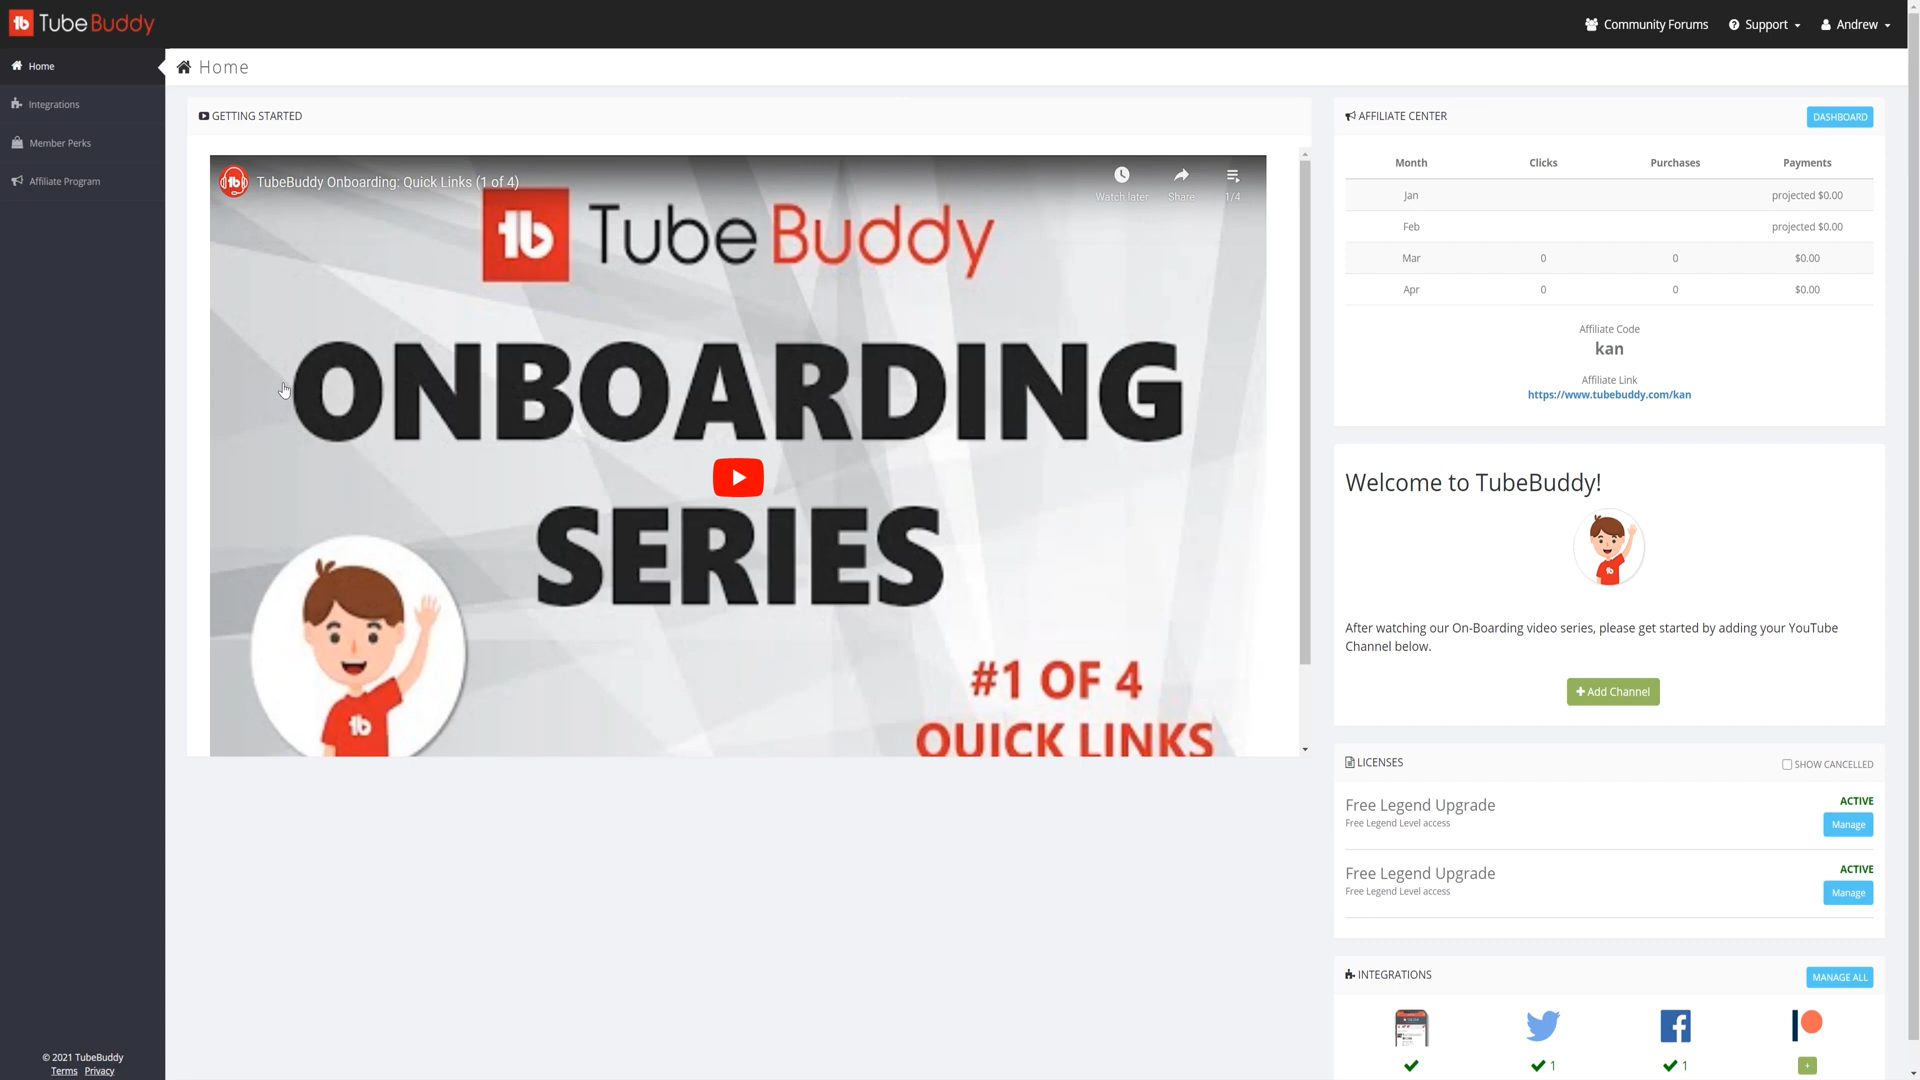 TubeBuddy
Community Forums
Support
Andrew
Home
Integrations
Member Perks
Affiliate Program
© 2021 TubeBuddy
Terms Privacy
Home
GETTING STARTED
TubeBuddy Onboarding: Quick Links (1 of 4)
Watch later
Share
1/4
TubeBuddy
ONBOARDING
SERIES
#1 OF 4
QUICK LINKS
AFFILIATE CENTER
DASHBOARD
Month Clicks Purchases Payments
Jan projected $0.00
Feb projected $0.00
Mar 0 0 $0.00
Apr 0 0 $0.00
Affiliate Code
kan
Affiliate Link
https://www.tubebuddy.com/kan
Welcome to TubeBuddy!
After watching our On-Boarding video series, please get started by adding your YouTube
Channel below.
+ Add Channel
LICENSES
SHOW CANCELLED
Free Legend Upgrade
ACTIVE
Free Legend Level access
Manage
Free Legend Upgrade
ACTIVE
Free Legend Level access
Manage
INTEGRATIONS
MANAGE ALL
1
1
+